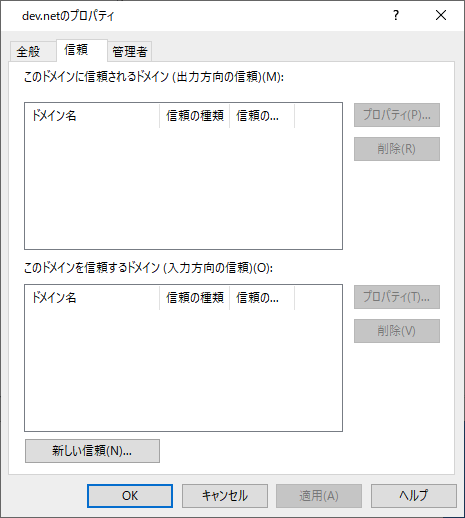 dev.netのプロパティ
?
全般 信頼 管理者
このドメインに信頼されるドメイン (出力方向の信頼)(M):
ドメイン名 信頼の種類 信頼の...
プロパティ(P)...
削除(R)
このドメインを信頼するドメイン (入力方向の信頼)(O):
ドメイン名 信頼の種類 信頼の...
プロパティ(T)...
削除(V)
新しい信頼(N)...
OK キャンセル 適用(A) ヘルプ